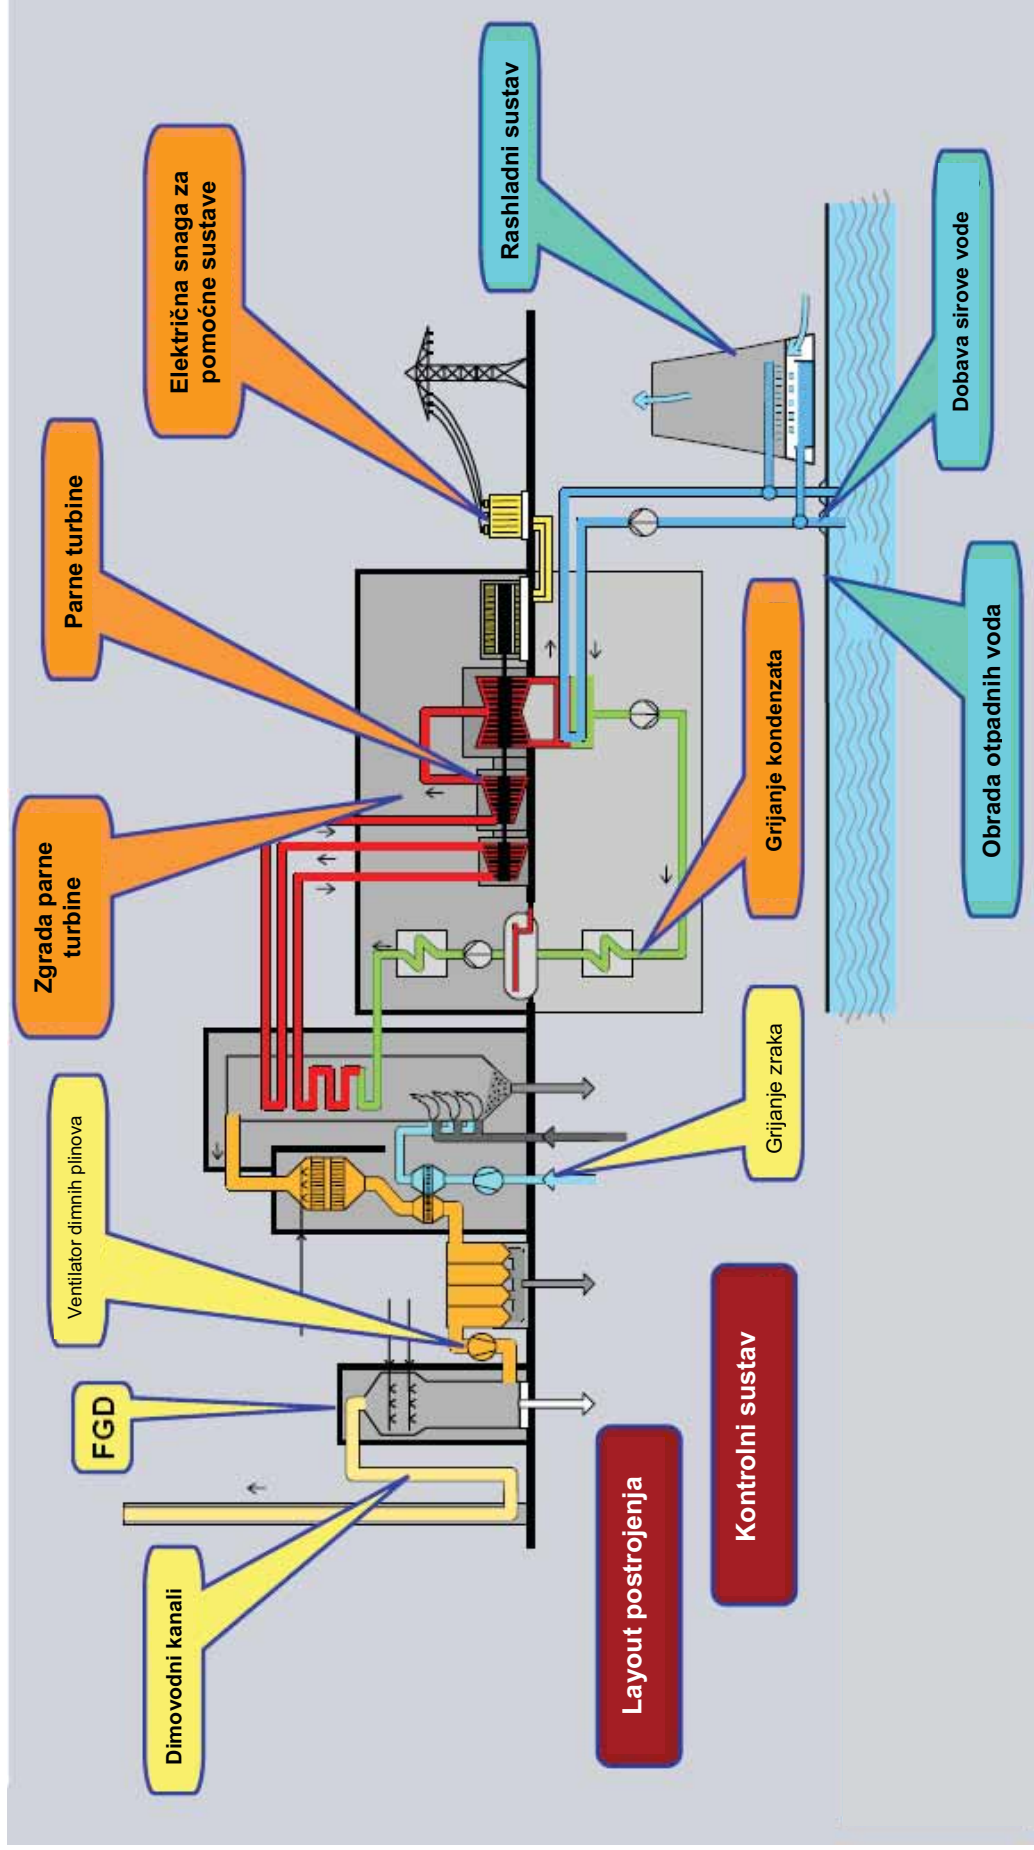 Dimovodni kanali
FGD
Ventilator dimnih plinova
Zgrada parne
turbine
Parne turbine
Električna snaga za
pomoćne sustave
Rashladni sustav
Layout postrojenja
Kontrolni sustav
Grijanje zraka
Grijanje kondenzata
Obrada otpadnih voda
Dobava sirove vode